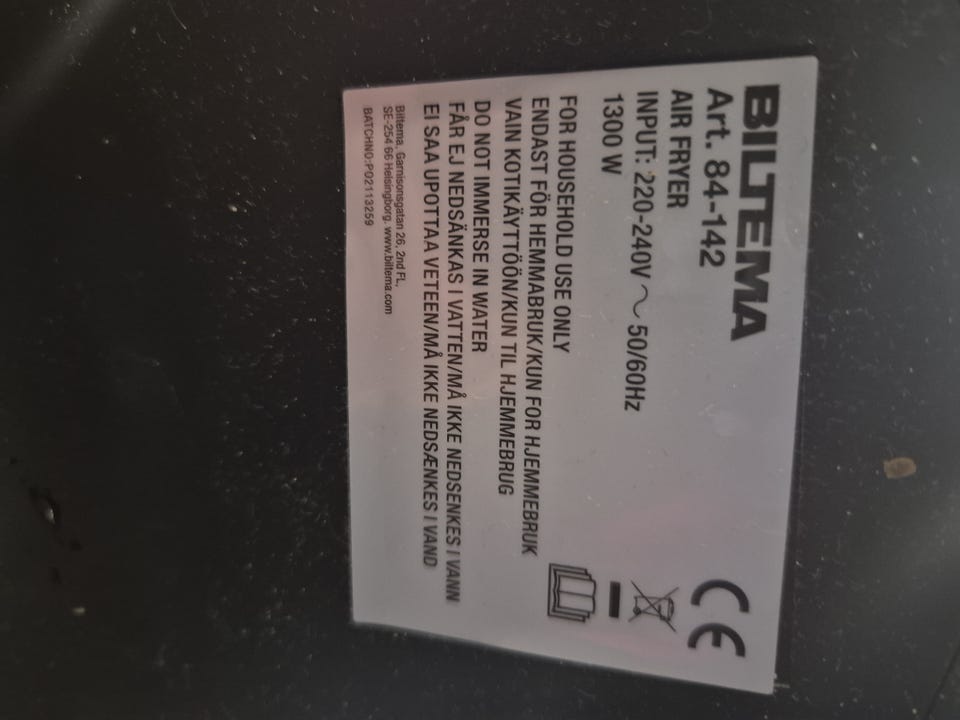 BILTEMA
Art. 84-142
AIR FRYER
INPUT: 220-240V ~ 50/60Hz
1300 W
CE
FOR HOUSEHOLD USE ONLY
ENDAST FÖR HEMMABRUK/KUN FOR HJEMMEBRUK
VAIN KOTIKÄYTTÖÖN/KUN TIL HJEMMEBRUG
DO NOT IMMERSE IN WATER
FÅR EJ NEDSÄNKAS I VATTEN/MÅ IKKE NEDSENKES I VANN
EI SAA UPOTTAA VETEEN/MÅ IKKE NEDSÆNKES I VAND
Biltema, Garnisonsgatan 26, 2nd FL,
SE-254 66 Helsingborg. www.biltema.com
BATCHNO:PO2113259